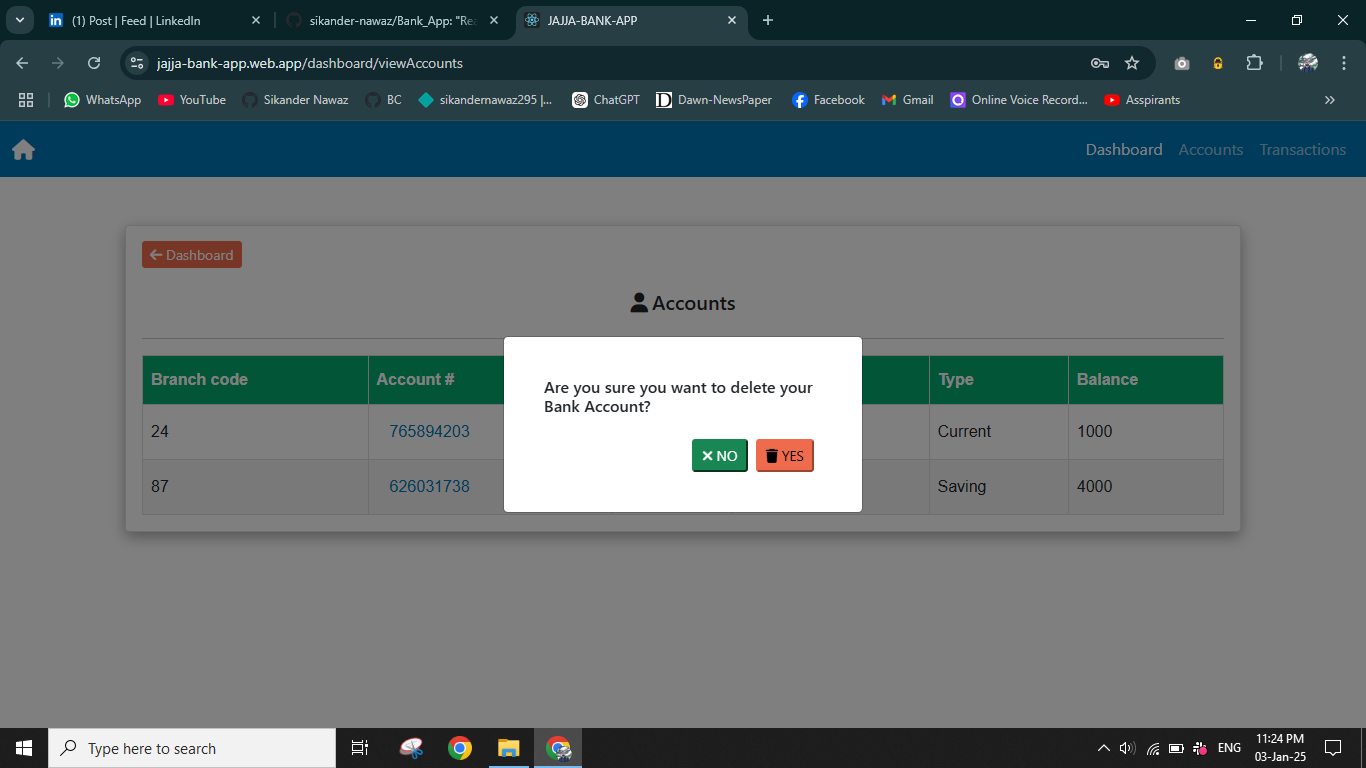 (1) Post | Feed | LinkedIn
sikander-nawaz/Bank_App: "Rea
JAJJA-BANK-APP
jajja-bank-app.web.app/dashboard/viewAccounts
WhatsApp
YouTube
Sikander Nawaz
BC
sikandernawaz295 |...
ChatGPT
Dawn-NewsPaper
Facebook
Gmail
Online Voice Record...
Asspirants
Dashboard
Accounts
Transactions
Dashboard
Accounts
Branch code
Account #
Type
Balance
24
765894203
Current
1000
87
626031738
Saving
4000
Are you sure you want to delete your
Bank Account?
NO
YES
Type here to search
ENG
11:24 PM
03-Jan-25